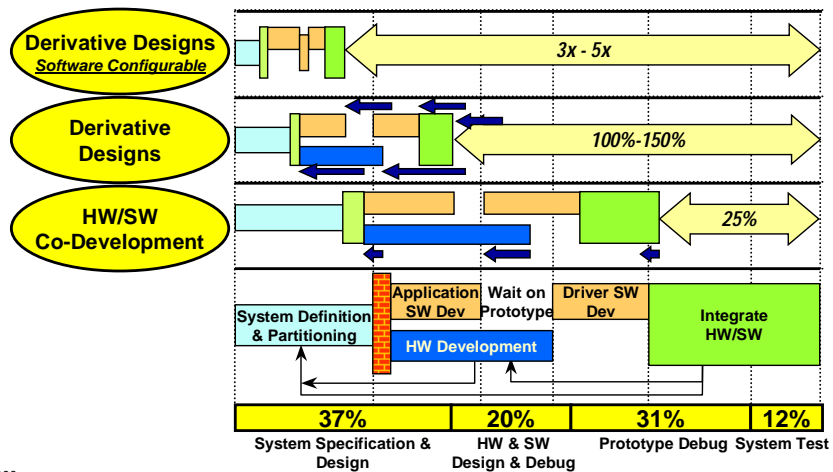 Derivative Designs
Software Configurable
3x - 5x
Derivative
Designs
100%-150%
HW/SW
Co-Development
25%
System Definition
& Partitioning
Application
SW Dev
Wait on
Prototype
Driver SW
Dev
Integrate
HW/SW
HW Development
37%
20%
31%
12%
System Specification &
Design
HW & SW
Design & Debug
Prototype Debug
System Test